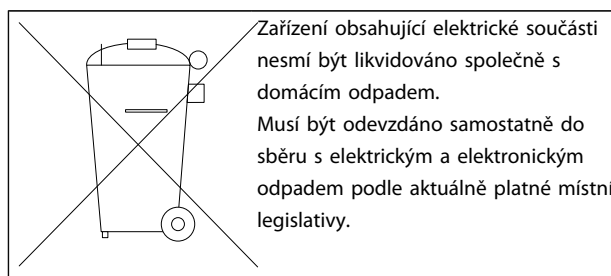 Zařízení obsahující elektrické součásti
nesmí být likvidováno společně s
domácím odpadem.
Musí být odevzdáno samostatně do
sběru s elektrickým a elektronickým
odpadem podle aktuálně platné místní
legislativy.